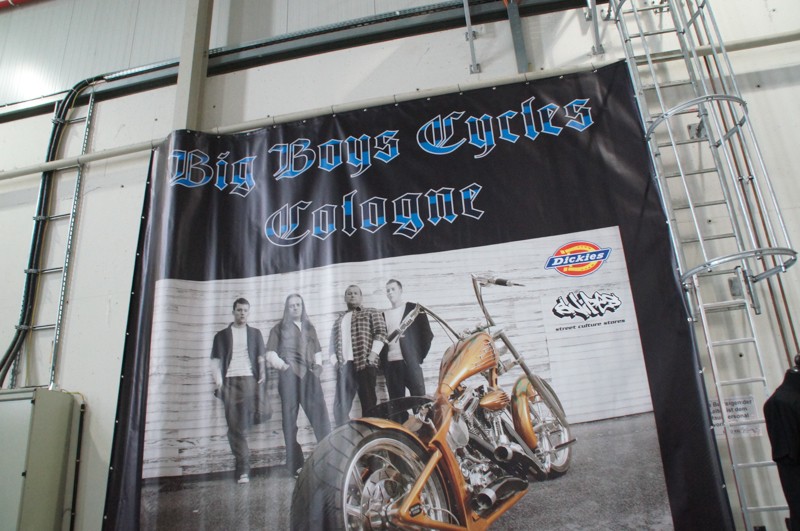 Big Boys Cycles
Cologne
Dickies
street culture stores